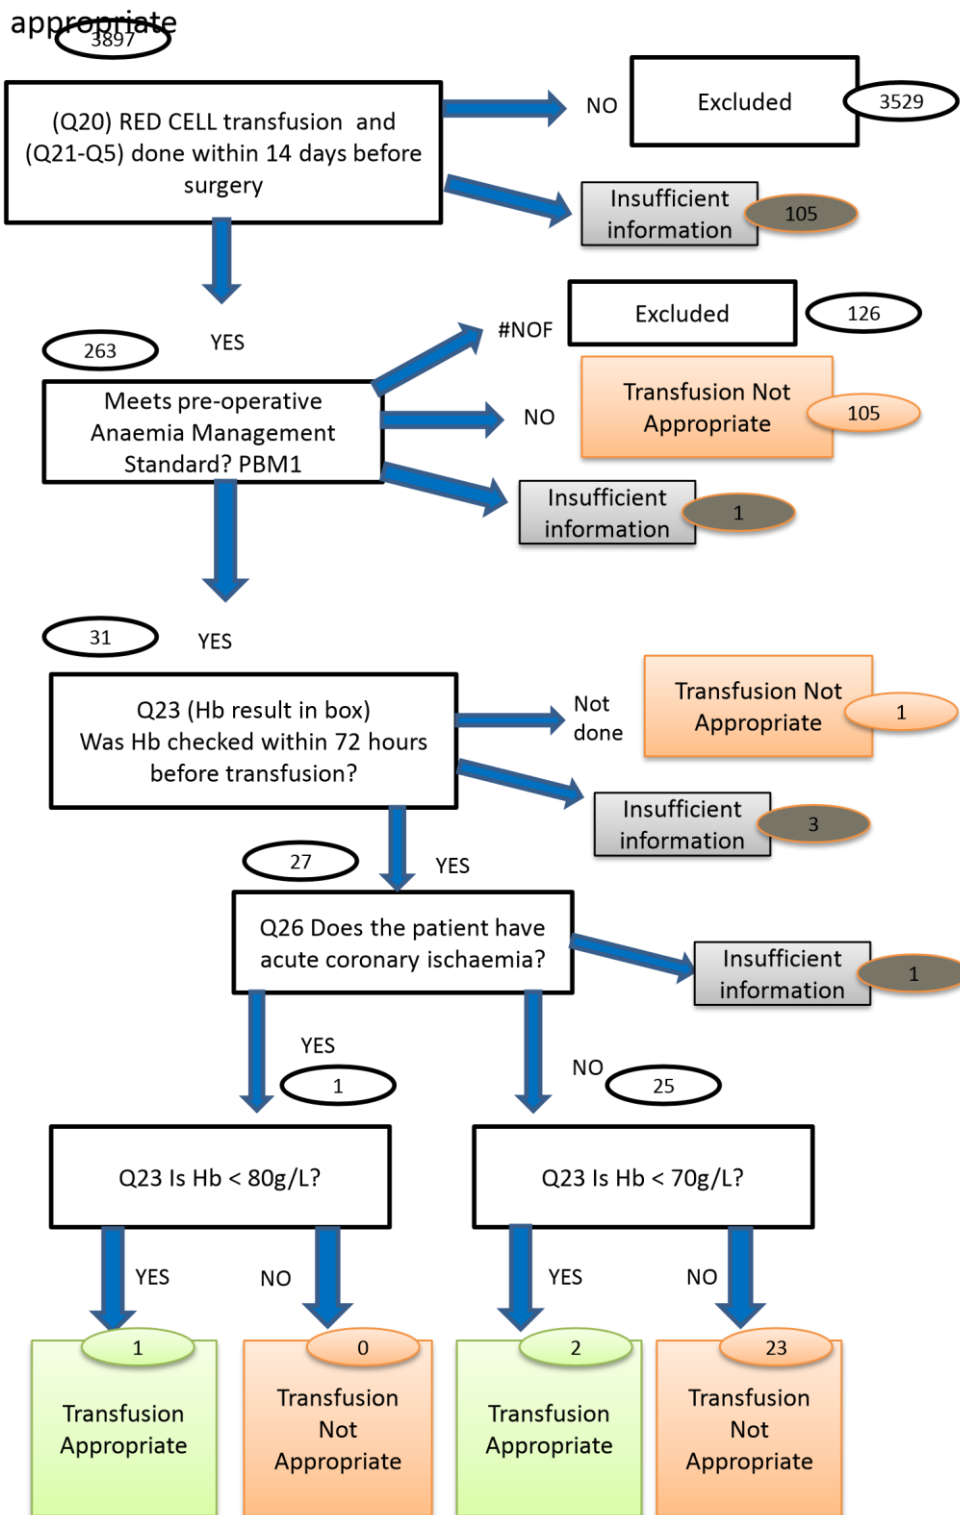 appropriate
3897
(Q20) RED CELL transfusion and
(Q21-Q5) done within 14 days before
surgery
NO
Excluded
3529
Insufficient
information
105
YES
263
Meets pre-operative
Anaemia Management
Standard? PBM1
#NOF
Excluded
126
NO
Transfusion Not
Appropriate
105
Insufficient
information
1
31
YES
Q23 (Hb result in box)
Was Hb checked within 72 hours
before transfusion?
Not
done
Transfusion Not
Appropriate
1
Insufficient
information
3
27
YES
Q26 Does the patient have
acute coronary ischaemia?
Insufficient
information
1
YES
1
NO
25
Q23 Is Hb < 80g/L?
Q23 Is Hb < 70g/L?
YES
NO
YES
NO
1
Transfusion
Appropriate
0
Transfusion
Not
Appropriate
2
Transfusion
Appropriate
23
Transfusion
Not
Appropriate